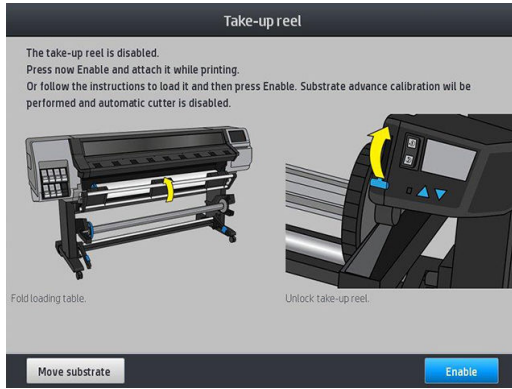 Take-up reel
The take-up reel is disabled.
Press now Enable and attach it while printing.
Or follow the instructions to load it and then press Enable. Substrate advance calibration wil be
performed and automatic cutter is disabled.
Fold loading table.
Unlock take-up reel.
Move substrate
Enable